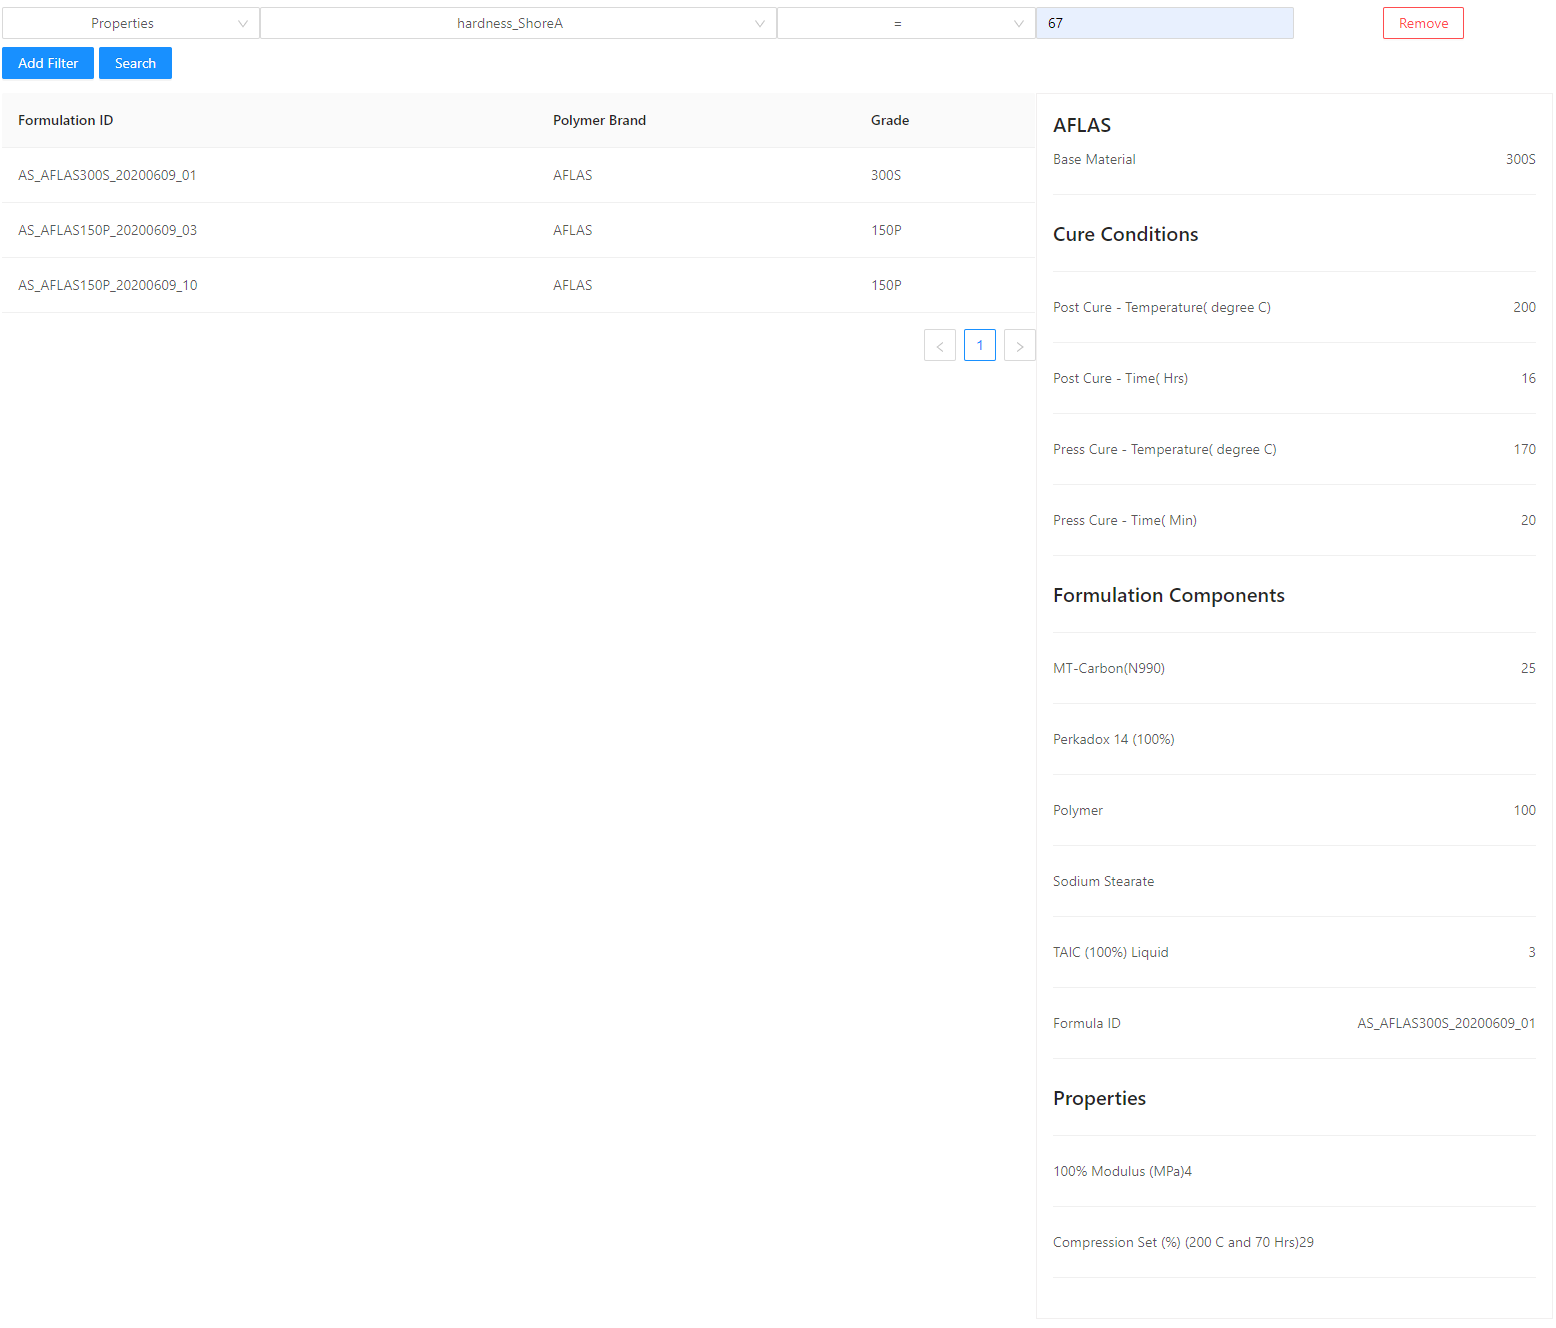 Properties hardness_ShoreA = 67 Remove
Add Filter Search
Formulation ID Polymer Brand Grade
AS_AFLAS300S_20200609_01 AFLAS 300S
AS_AFLAS150P_20200609_03 AFLAS 150P
AS_AFLAS150P_20200609_10 AFLAS 150P
< 1 >
AFLAS
Base Material 300S
Cure Conditions
Post Cure - Temperature( degree C) 200
Post Cure - Time( Hrs) 16
Press Cure - Temperature( degree C) 170
Press Cure - Time( Min) 20
Formulation Components
MT-Carbon(N990) 25
Perkadox 14 (100%)
Polymer 100
Sodium Stearate
TAIC (100%) Liquid 3
Formula ID AS_AFLAS300S_20200609_01
Properties
100% Modulus (MPa)4
Compression Set (%) (200 C and 70 Hrs)29